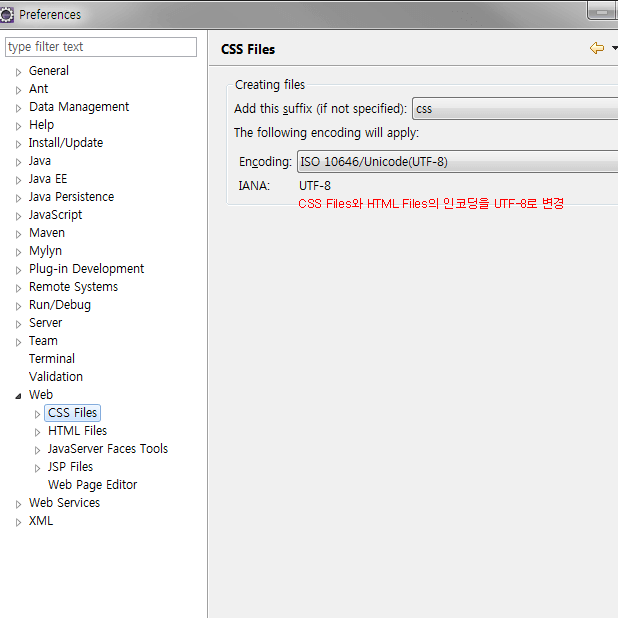 Preferences
type filter text
General
Ant
Data Management
Help
Install/Update
Java
Java EE
Java Persistence
JavaScript
Maven
Mylyn
Plug-in Development
Remote Systems
Run/Debug
Server
Team
Terminal
Validation
Web
CSS Files
HTML Files
JavaServer Faces Tools
JSP Files
Web Page Editor
Web Services
XML
CSS Files
Creating files
Add this suffix (if not specified): css
The following encoding will apply:
Encoding: ISO 10646/Unicode(UTF-8)
IANA: UTF-8
CSS Files와 HTML Files의 인코딩을 UTF-8로 변경